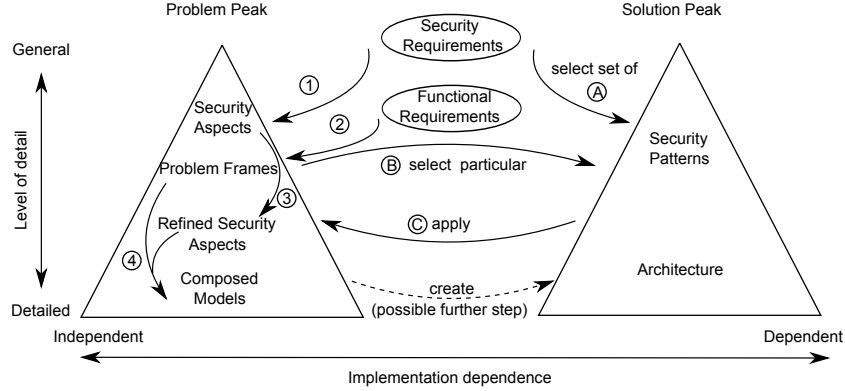 Problem Peak
Solution Peak
General
Security
Requirements
select set of
A
1
Functional
Requirements
2
Security
Aspects
Security
Patterns
Problem Frames
B select particular
3
Level of detail
Refined Security
Aspects
C apply
4
Composed
Models
Architecture
create
(possible further step)
Detailed
Independent
Dependent
Implementation dependence